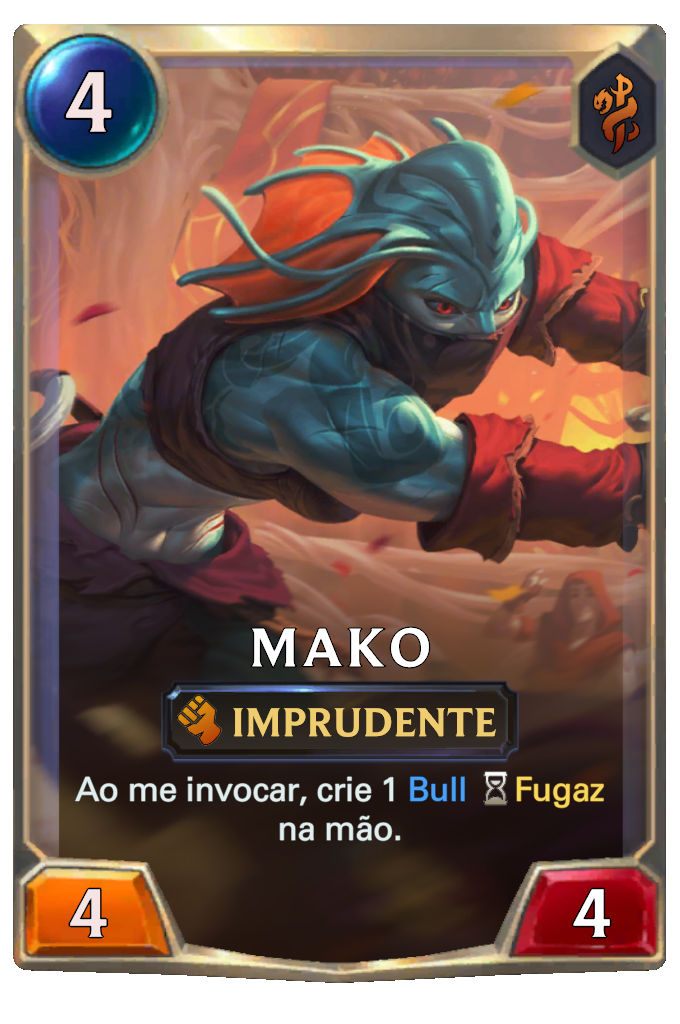 4
MAKO
IMPRUDENTE
Ao me invocar, crie 1 Bull Fugaz
na mão.
4 4